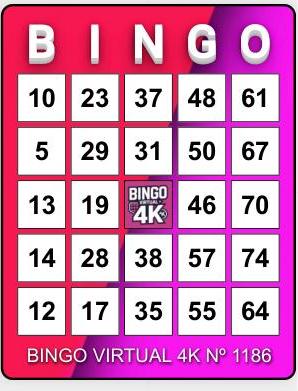 B I N G O
10 23 37 48 61
5 29 31 50 67
13 19 BINGO VIRTUAL 4K 46 70
14 28 38 57 74
12 17 35 55 64
BINGO VIRTUAL 4K Nº 1186